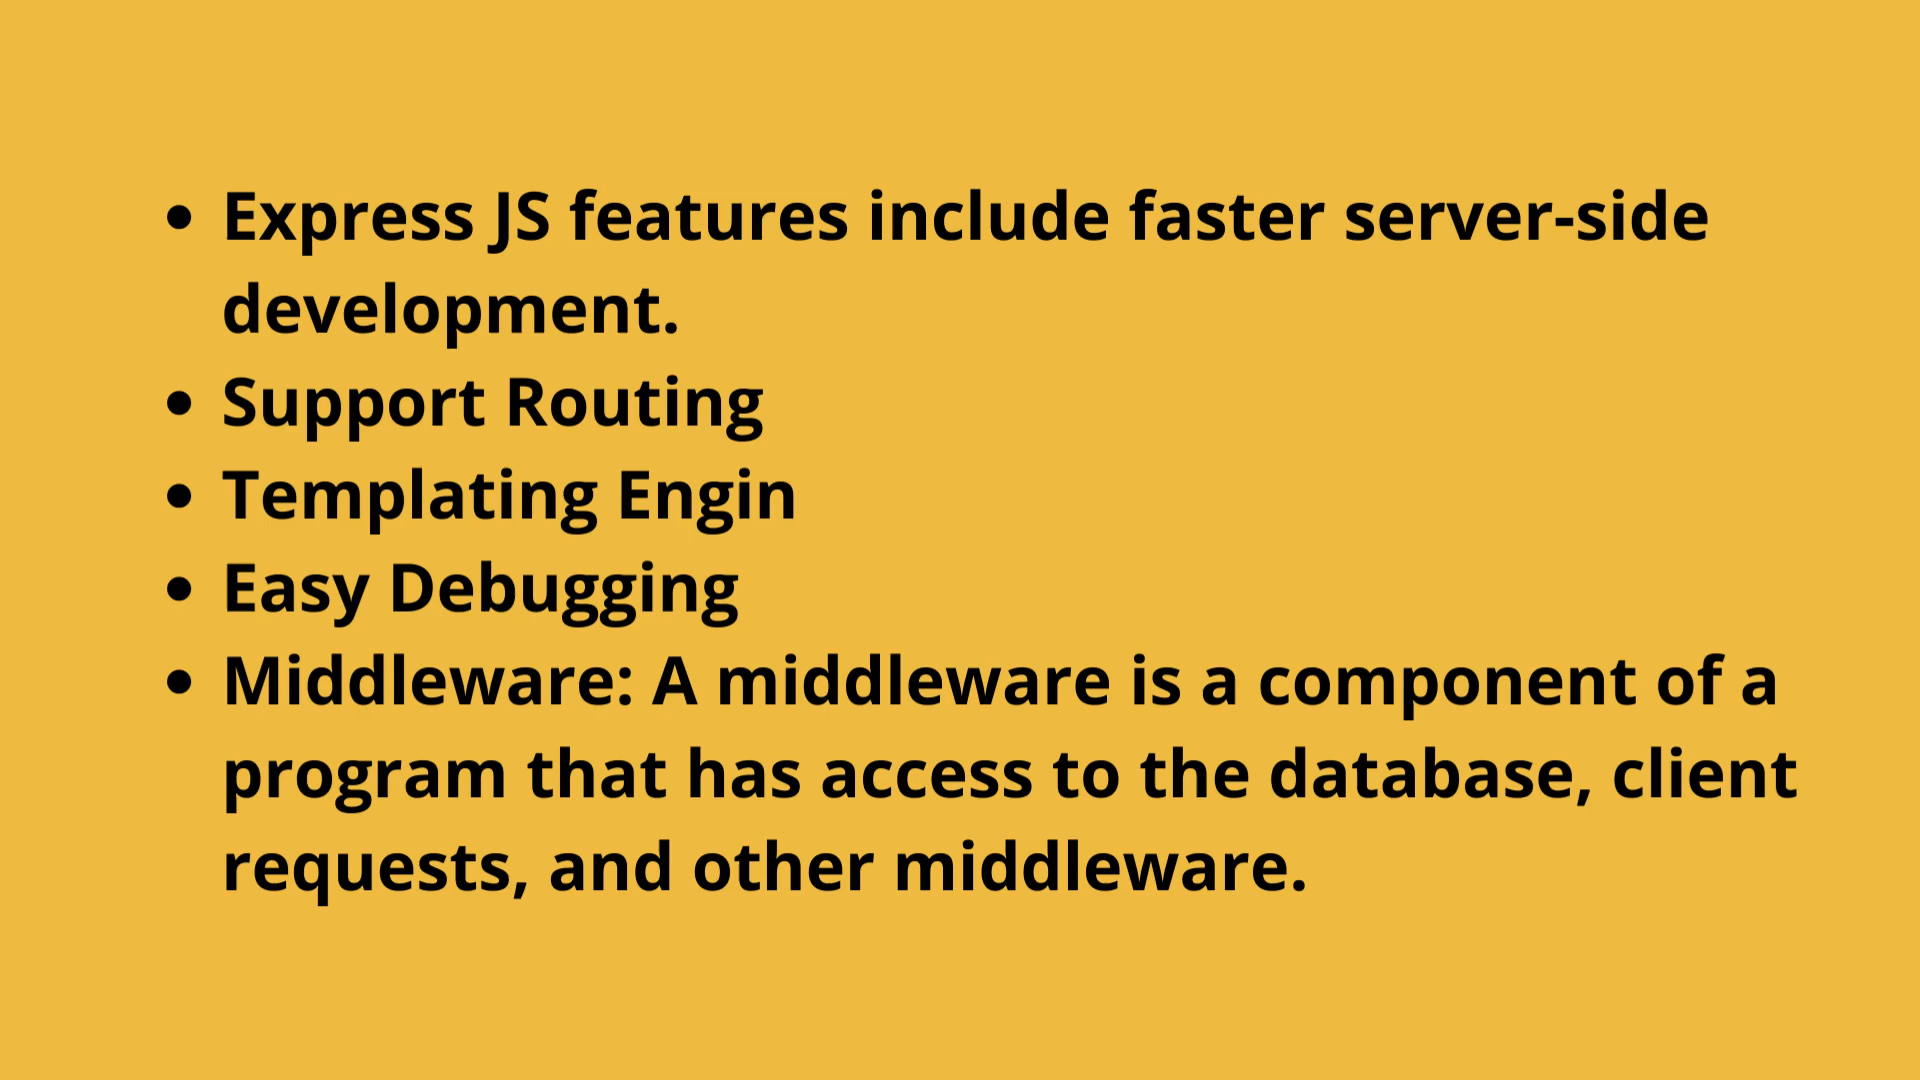 • Express JS features include faster server-side
development.
• Support Routing
• Templating Engin
• Easy Debugging
• Middleware: A middleware is a component of a
program that has access to the database, client
requests, and other middleware.